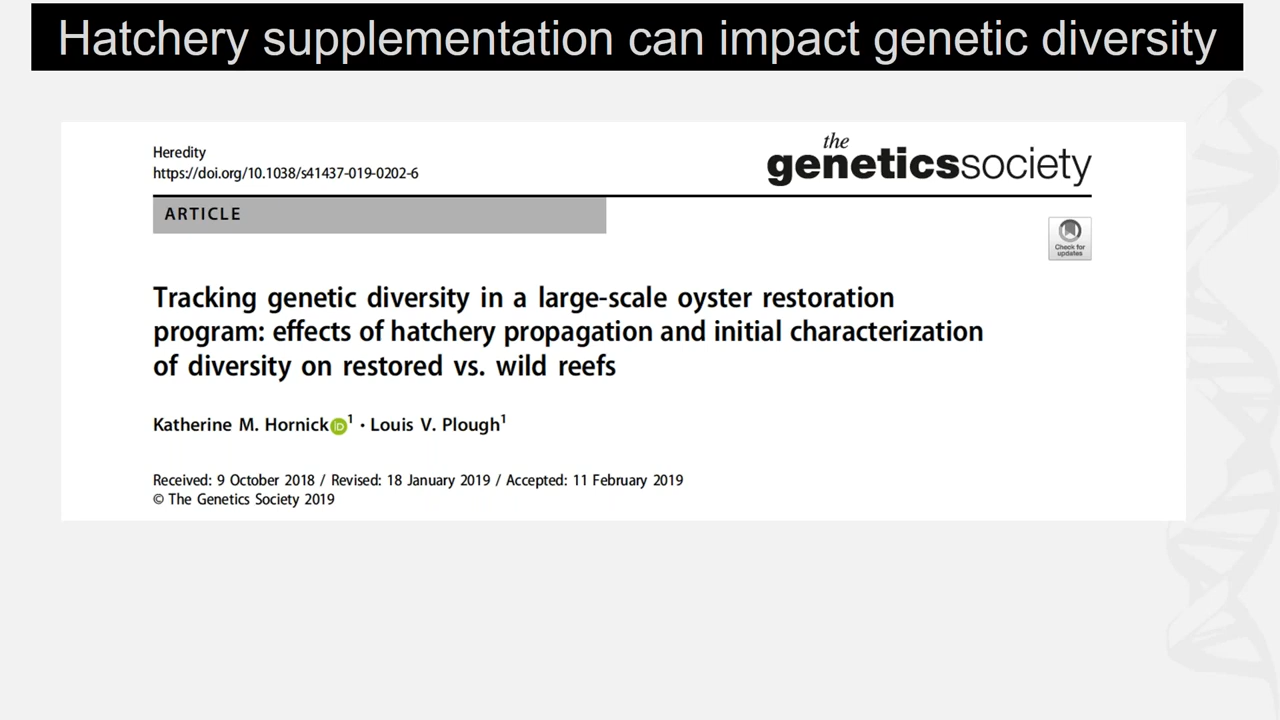 Hatchery supplementation can impact genetic diversity
Heredity
https://doi.org/10.1038/s41437-019-0202-6
the
geneticssociety
ARTICLE
Check for
updates
Tracking genetic diversity in a large-scale oyster restoration
program: effects of hatchery propagation and initial characterization
of diversity on restored vs. wild reefs
Katherine M. Hornick iD 1 · Louis V. Plough1
Received: 9 October 2018 / Revised: 18 January 2019 / Accepted: 11 February 2019
© The Genetics Society 2019